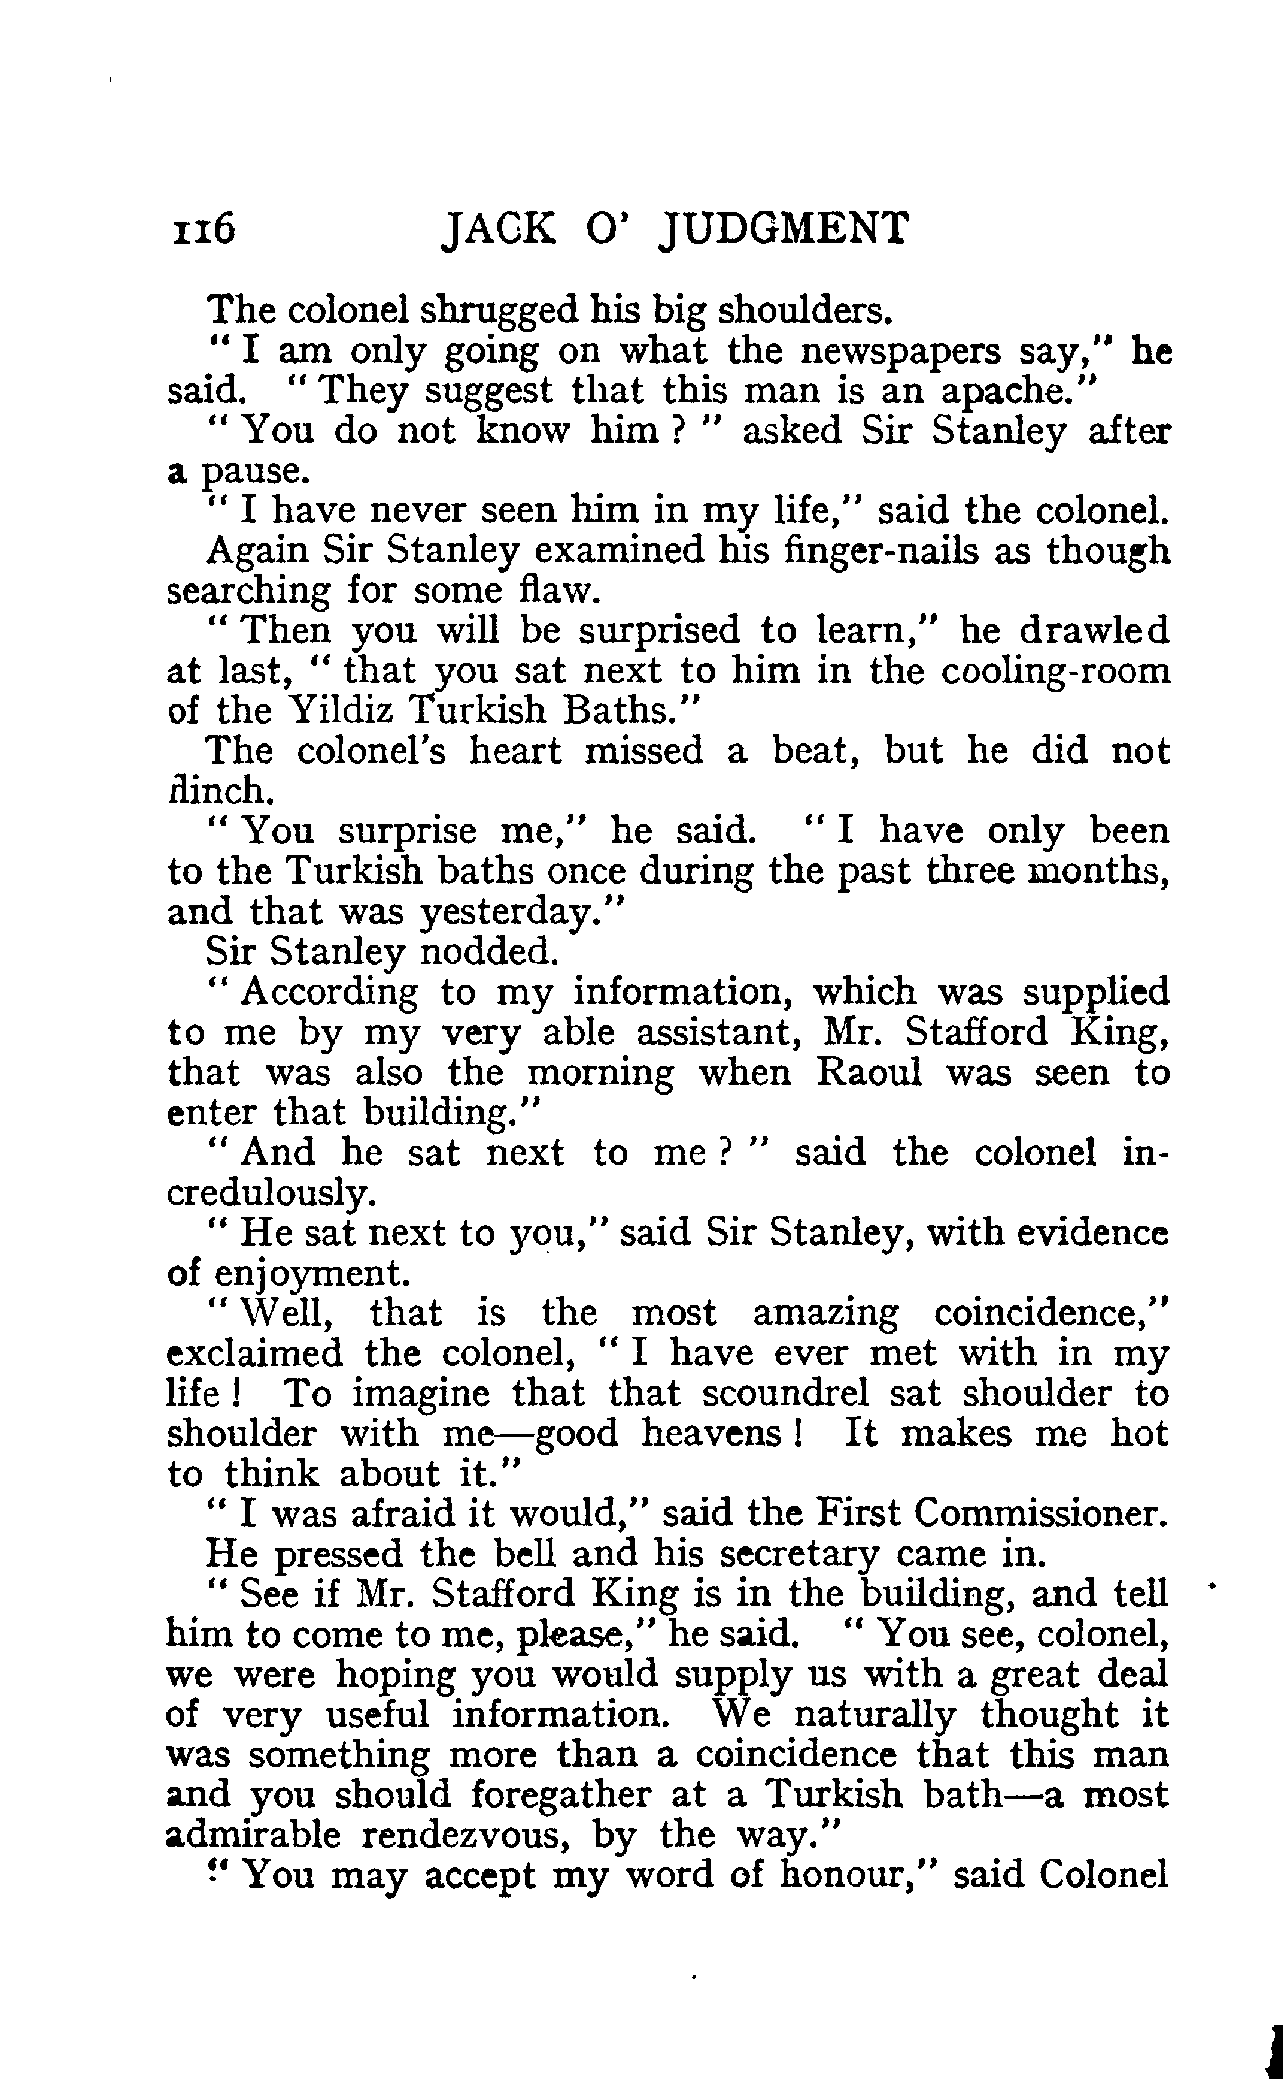 116 JACK O' JUDGMENT
The colonel shrugged his big shoulders.
" I am only going on what the newspapers say," he
said. " They suggest that this man is an apache."
" You do not know him ? " asked Sir Stanley after
a pause.
" I have never seen him in my life," said the colonel.
Again Sir Stanley examined his finger-nails as though
searching for some flaw.
" Then you will be surprised to learn," he drawled
at last, " that you sat next to him in the cooling-room
of the Yildiz Turkish Baths."
The colonel's heart missed a beat, but he did not
flinch.
" You surprise me," he said. " I have only been
to the Turkish baths once during the past three months,
and that was yesterday."
Sir Stanley nodded.
" According to my information, which was supplied
to me by my very able assistant, Mr. Stafford King,
that was also the morning when Raoul was seen to
enter that building."
" And he sat next to me ? " said the colonel in-
credulously.
" He sat next to you," said Sir Stanley, with evidence
of enjoyment.
" Well, that is the most amazing coincidence,"
exclaimed the colonel, " I have ever met with in my
life ! To imagine that that scoundrel sat shoulder to
shoulder with me—good heavens ! It makes me hot
to think about it."
" I was afraid it would," said the First Commissioner.
He pressed the bell and his secretary came in.
" See if Mr. Stafford King is in the building, and tell
him to come to me, please," he said. " You see, colonel,
we were hoping you would supply us with a great deal
of very useful information. We naturally thought it
was something more than a coincidence that this man
and you should foregather at a Turkish bath—a most
admirable rendezvous, by the way."
" You may accept my word of honour," said Colonel